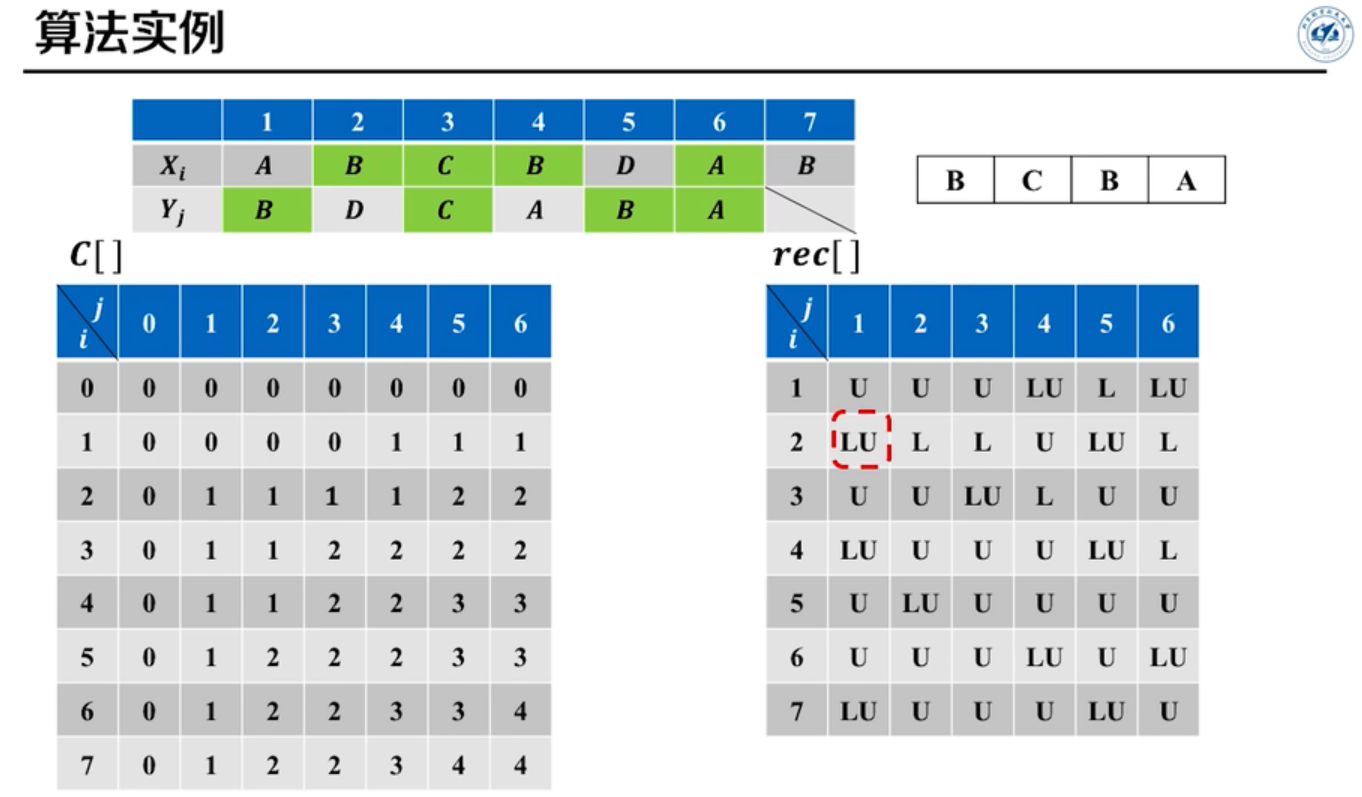 算法实例
1 2 3 4 5 6 7
X_i A B C B D A B
Y_j B D C A B A
B C B A
C[]
rec[]
j
i
0 1 2 3 4 5 6
0 0 0 0 0 0 0 0
1 0 0 0 0 1 1 1
2 0 1 1 1 1 2 2
3 0 1 1 2 2 2 2
4 0 1 1 2 2 3 3
5 0 1 2 2 2 3 3
6 0 1 2 2 3 3 4
7 0 1 2 2 3 4 4
j
i
1 2 3 4 5 6
1 U U U LU L LU
2 LU L L U LU L
3 U U LU L U U
4 LU U U U LU L
5 U LU U U U U
6 U U U LU U LU
7 LU U U U LU U